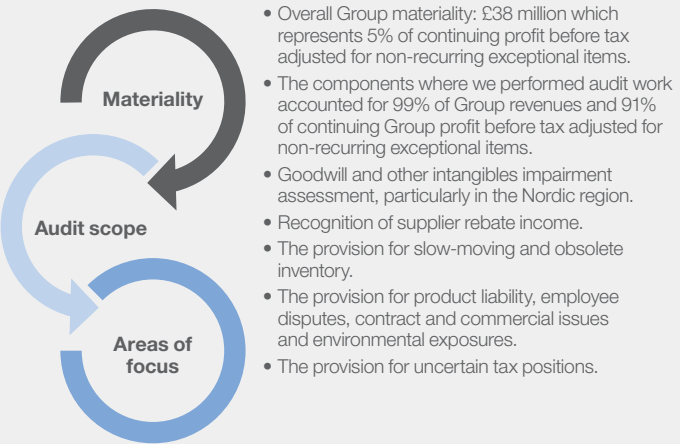 Materiality
Audit scope
Areas of
focus
• Overall Group materiality: £38 million which
represents 5% of continuing profit before tax
adjusted for non-recurring exceptional items.
• The components where we performed audit work
accounted for 99% of Group revenues and 91%
of continuing Group profit before tax adjusted for
non-recurring exceptional items.
• Goodwill and other intangibles impairment
assessment, particularly in the Nordic region.
• Recognition of supplier rebate income.
• The provision for slow-moving and obsolete
inventory.
• The provision for product liability, employee
disputes, contract and commercial issues
and environmental exposures.
• The provision for uncertain tax positions.